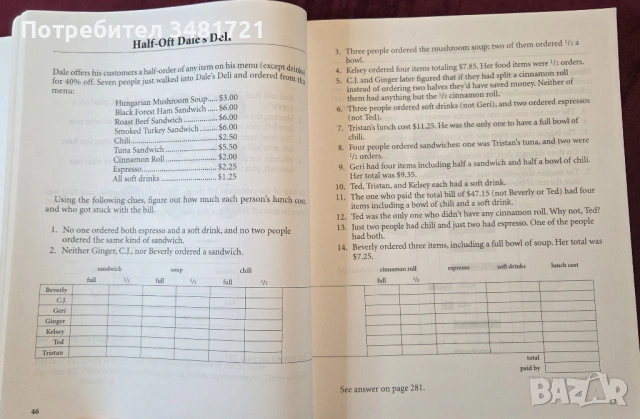 Потребител 3481721
Half-Off Dale's Deli
Dale offers his customers a half-order of any item on his menu (except drinks)
for 40% off. Seven people just walked into Dale's Deli and ordered from this
menu:
Hungarian Mushroom Soup..... $3.00
Black Forest Ham Sandwich ... $6.00
Roast Beef Sandwich ............... $6.00
Smoked Turkey Sandwich ....... $6.00
Chili ............................................. $2.50
Tuna Sandwich .......................... $5.50
Cinnamon Roll .......................... $2.00
Espresso ...................................... $2.25
All soft drinks ............................ $1.25
Using the following clues, figure out how much each person's lunch cost
and who got stuck with the bill.
1. No one ordered both espresso and a soft drink, and no two people
ordered the same kind of sandwich.
2. Neither Ginger, C.J., nor Beverly ordered a sandwich.
3. Three people ordered the mushroom soup; two of them ordered 1/2 a
bowl.
4. Kelsey ordered four items totaling $7.85. Her food items were 1/2 orders.
5. C.J. and Ginger later figured that if they had split a cinnamon roll
instead of ordering two halves they'd have saved money. Neither of
them had anything but the 1/2 cinnamon roll.
6. Three people ordered soft drinks (not Geri), and two ordered espressos
(not Ted).
7. Tristan's lunch cost $11.25. He was the only one to have a full bowl of
chili.
8. Four people ordered sandwiches: one was Tristan's tuna, and two were
1/2 orders.
9. Geri had four items including half a sandwich and half a bowl of chili.
Her total was $9.35.
10. Ted, Tristan, and Kelsey each had a soft drink.
11. The one who paid the total bill of $47.15 (not Beverly or Ted) had four
items including a bowl of chili and a soft drink.
12. Ted was the only one who didn't have any cinnamon roll. Why not, Ted?
13. Just two people had chili and just two had espresso. One of the people
had both.
14. Beverly ordered three items, including a full bowl of soup. Her total was
$7.25.
sandwich soup chili cinnamon roll espresso soft drinks lunch cost
full 1/2 full 1/2 full 1/2 full 1/2
Beverly
C.J.
Geri
Ginger
Kelsey
Ted
Tristan
total
paid by
See answer on page 281.
46
47
bazar